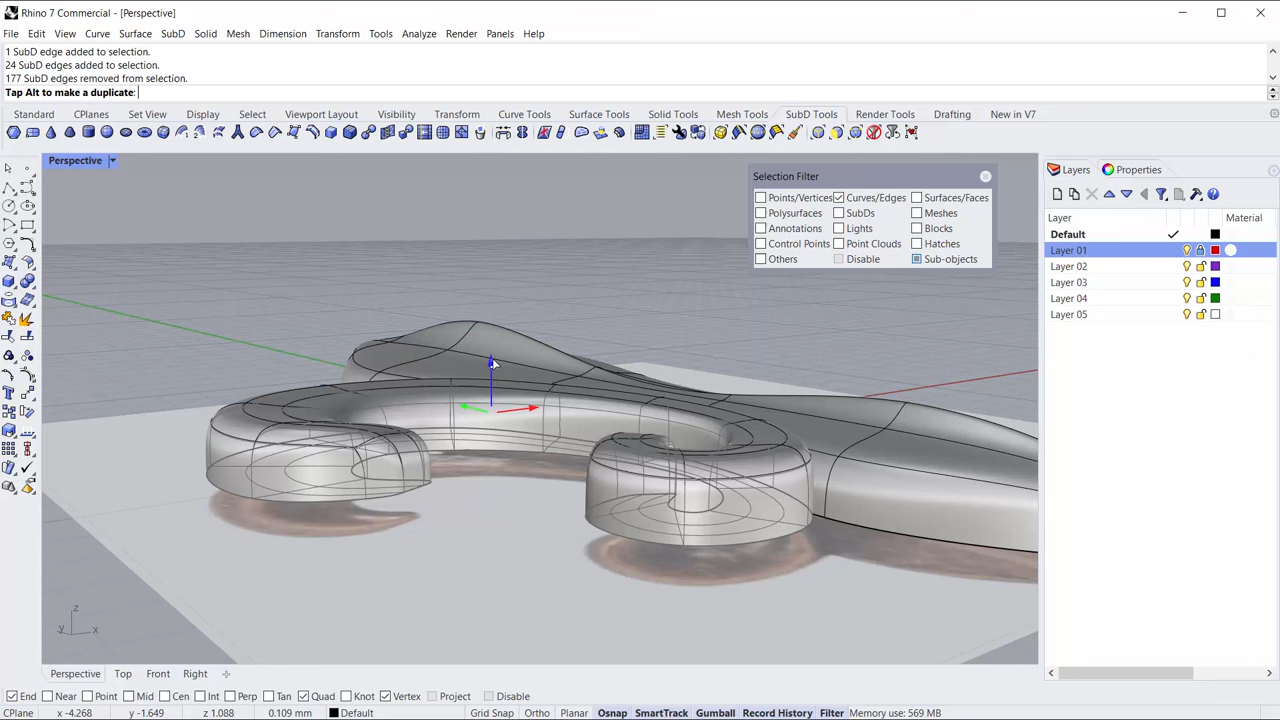 Rhino 7 Commercial - [Perspective]
File Edit View Curve Surface SubD Solid Mesh Dimension Transform Tools Analyze Render Panels Help
1 SubD edge added to selection.
24 SubD edges added to selection.
177 SubD edges removed from selection.
Tap Alt to make a duplicate:
Standard CPlanes Set View Display Select Viewport Layout Visibility Transform Curve Tools Surface Tools Solid Tools Mesh Tools SubD Tools Render Tools Drafting New in V7
Perspective
Selection Filter
Points/Vertices Curves/Edges Surfaces/Faces
Polysurfaces SubDs Meshes
Annotations Lights Blocks
Control Points Point Clouds Hatches
Others Disable Sub-objects
Layers Properties
Layer Material
Default
Layer 01
Layer 02
Layer 03
Layer 04
Layer 05
z
y x
Perspective Top Front Right
End Near Point Mid Cen Int Perp Tan Quad Knot Vertex Project Disable
CPlane x -4.268 y -1.649 z 1.088 0.109 mm Default Grid Snap Ortho Planar Osnap SmartTrack Gumball Record History Filter Memory use: 569 MB